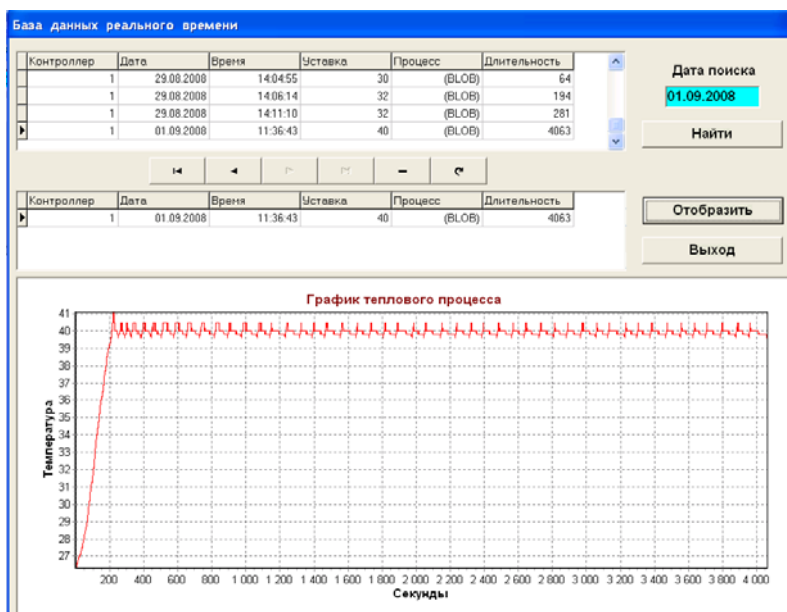 База данных реального времени
Контроллер Дата Время Уставка Процесс Длительность
1 29.08.2008 14:04:55 30 (BLOB) 64
1 29.08.2008 14:06:14 32 (BLOB) 194
1 29.08.2008 14:11:10 32 (BLOB) 281
1 01.09.2008 11:36:43 40 (BLOB) 4063
Дата поиска
01.09.2008
Найти
Контроллер Дата Время Уставка Процесс Длительность
1 01.09.2008 11:36:43 40 (BLOB) 4063
Отобразить
Выход
График теплового процесса
Температура
41
40
39
38
37
36
35
34
33
32
31
30
29
28
27
200 400 600 800 1 000 1 200 1 400 1 600 1 800 2 000 2 200 2 400 2 600 2 800 3 000 3 200 3 400 3 600 3 800 4 000
Секунды